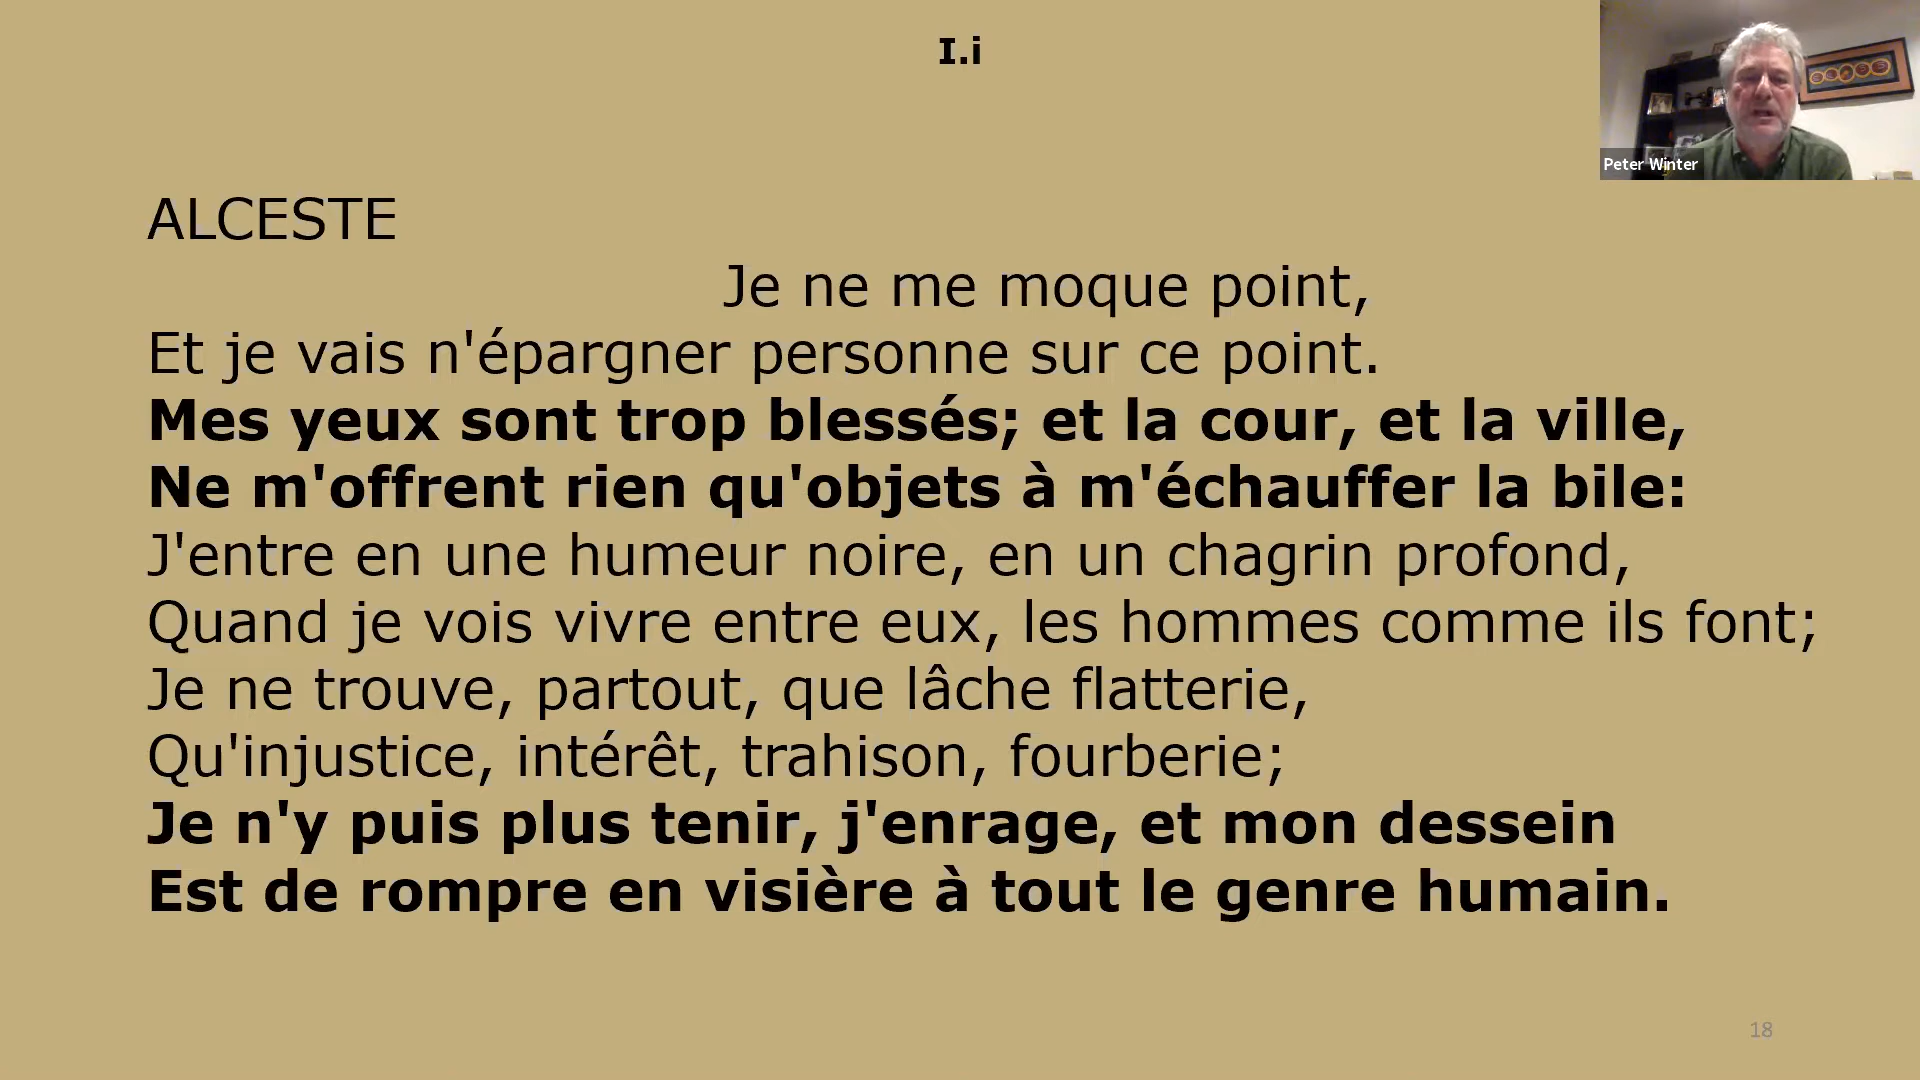 I.i
Peter Winter
ALCESTE
Je ne me moque point,
Et je vais n'épargner personne sur ce point.
Mes yeux sont trop blessés; et la cour, et la ville,
Ne m'offrent rien qu'objets à m'échauffer la bile:
J'entre en une humeur noire, en un chagrin profond,
Quand je vois vivre entre eux, les hommes comme ils font;
Je ne trouve, partout, que lâche flatterie,
Qu'injustice, intérêt, trahison, fourberie;
Je n'y puis plus tenir, j'enrage, et mon dessein
Est de rompre en visière à tout le genre humain.
18